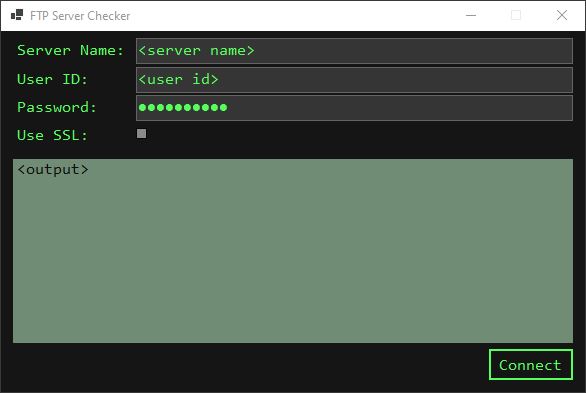 FTP Server Checker
Server Name: <server name>
User ID: <user id>
Password: ●●●●●●●●●●
Use SSL:
<output>
Connect